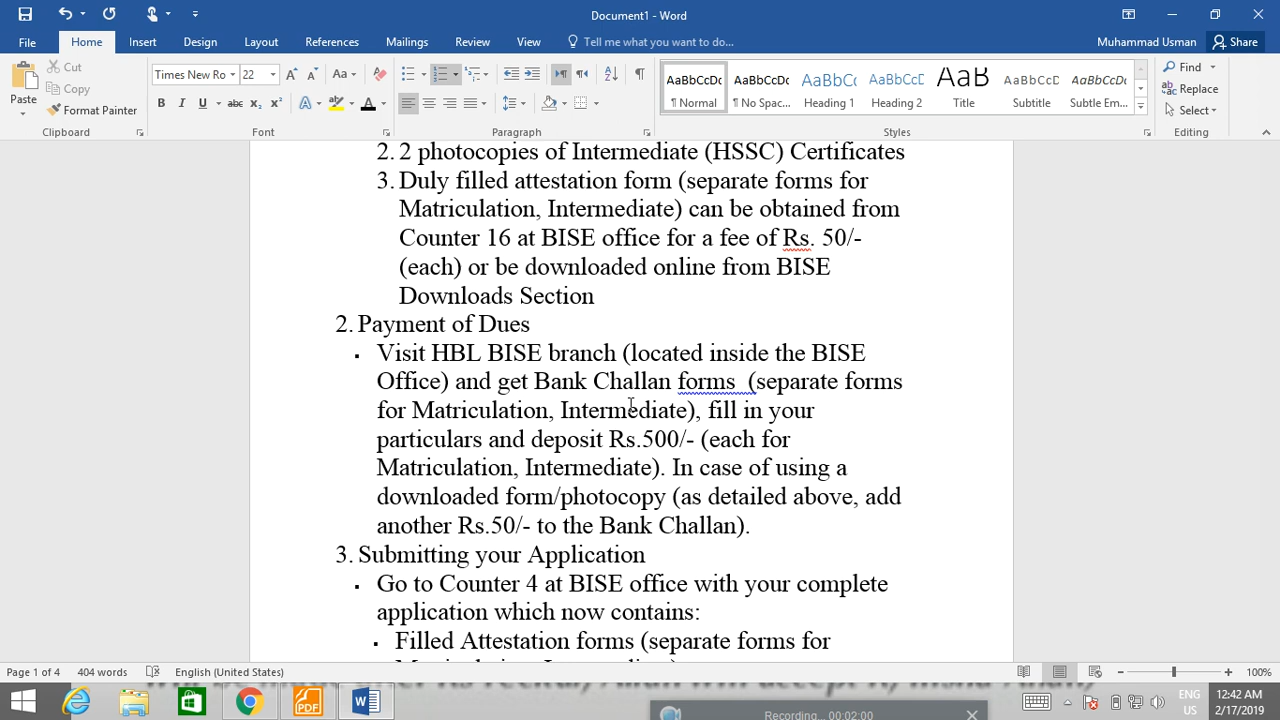 Document1 - Word
File Home Insert Design Layout References Mailings Review View Tell me what you want to do... Muhammad Usman Share
Paste Cut Copy Format Painter Clipboard
Times New Ro 22 Aa
B I U abc x₂ x² A A
Font
Paragraph
AaBbCcDc AaBbCcDc AaBbC AaBbCcD AaB AaBbCcD AaBbCcD
¶ Normal ¶ No Spac... Heading 1 Heading 2 Title Subtitle Subtle Em...
Styles
Find
Replace
Select
Editing
2. 2 photocopies of Intermediate (HSSC) Certificates
3. Duly filled attestation form (separate forms for
Matriculation, Intermediate) can be obtained from
Counter 16 at BISE office for a fee of Rs. 50/-
(each) or be downloaded online from BISE
Downloads Section
2. Payment of Dues
▪ Visit HBL BISE branch (located inside the BISE
Office) and get Bank Challan forms  (separate forms
for Matriculation, Intermediate), fill in your
particulars and deposit Rs.500/- (each for
Matriculation, Intermediate). In case of using a
downloaded form/photocopy (as detailed above, add
another Rs.50/- to the Bank Challan).
3. Submitting your Application
▪ Go to Counter 4 at BISE office with your complete
application which now contains:
▪ Filled Attestation forms (separate forms for
Page 1 of 4 404 words English (United States) 100%
ENG 12:42 AM
US 2/17/2019
Recording... 00:02:00